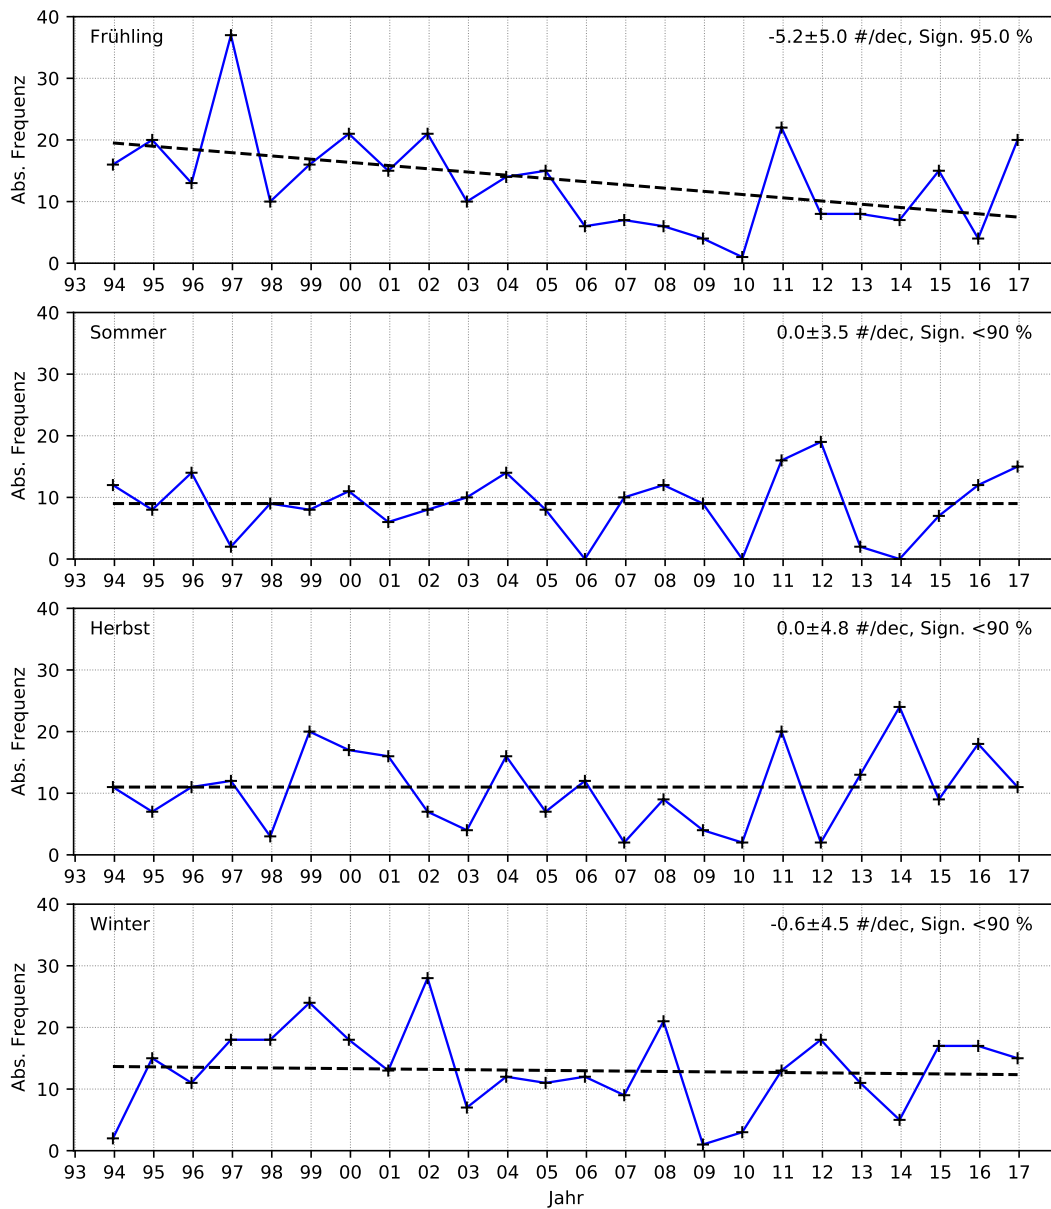 Frühling
-5.2±5.0 #/dec, Sign. 95.0 %
Abs. Frequenz
40
30
20
10
0
93 94 95 96 97 98 99 00 01 02 03 04 05 06 07 08 09 10 11 12 13 14 15 16 17
Sommer
0.0±3.5 #/dec, Sign. <90 %
Abs. Frequenz
40
30
20
10
0
93 94 95 96 97 98 99 00 01 02 03 04 05 06 07 08 09 10 11 12 13 14 15 16 17
Herbst
0.0±4.8 #/dec, Sign. <90 %
Abs. Frequenz
40
30
20
10
0
93 94 95 96 97 98 99 00 01 02 03 04 05 06 07 08 09 10 11 12 13 14 15 16 17
Winter
-0.6±4.5 #/dec, Sign. <90 %
Abs. Frequenz
40
30
20
10
0
93 94 95 96 97 98 99 00 01 02 03 04 05 06 07 08 09 10 11 12 13 14 15 16 17
Jahr